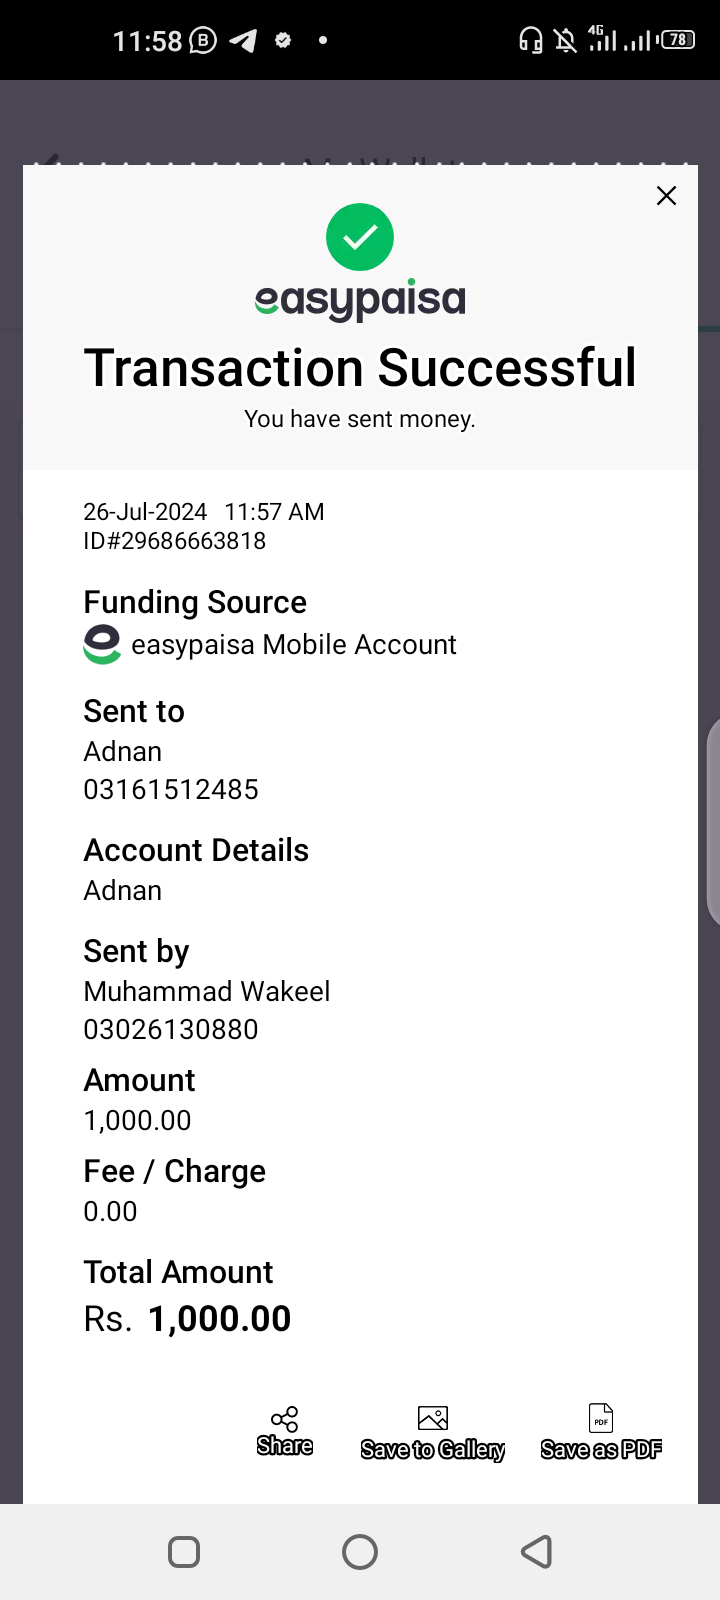 11:58
4G
78
easypaisa
Transaction Successful
You have sent money.
26-Jul-2024 11:57 AM
ID#29686663818
Funding Source
easypaisa Mobile Account
Sent to
Adnan
03161512485
Account Details
Adnan
Sent by
Muhammad Wakeel
03026130880
Amount
1,000.00
Fee / Charge
0.00
Total Amount
Rs. 1,000.00
PDF
Share Save to Gallery Save as PDF